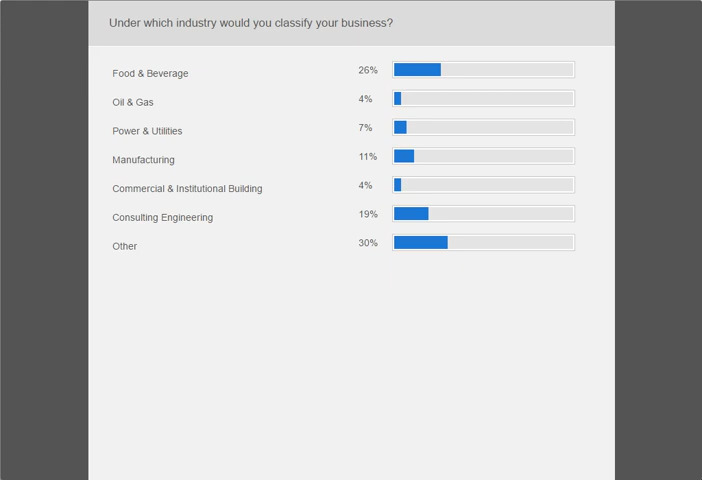 Under which industry would you classify your business?
Food & Beverage 26%
Oil & Gas 4%
Power & Utilities 7%
Manufacturing 11%
Commercial & Institutional Building 4%
Consulting Engineering 19%
Other 30%